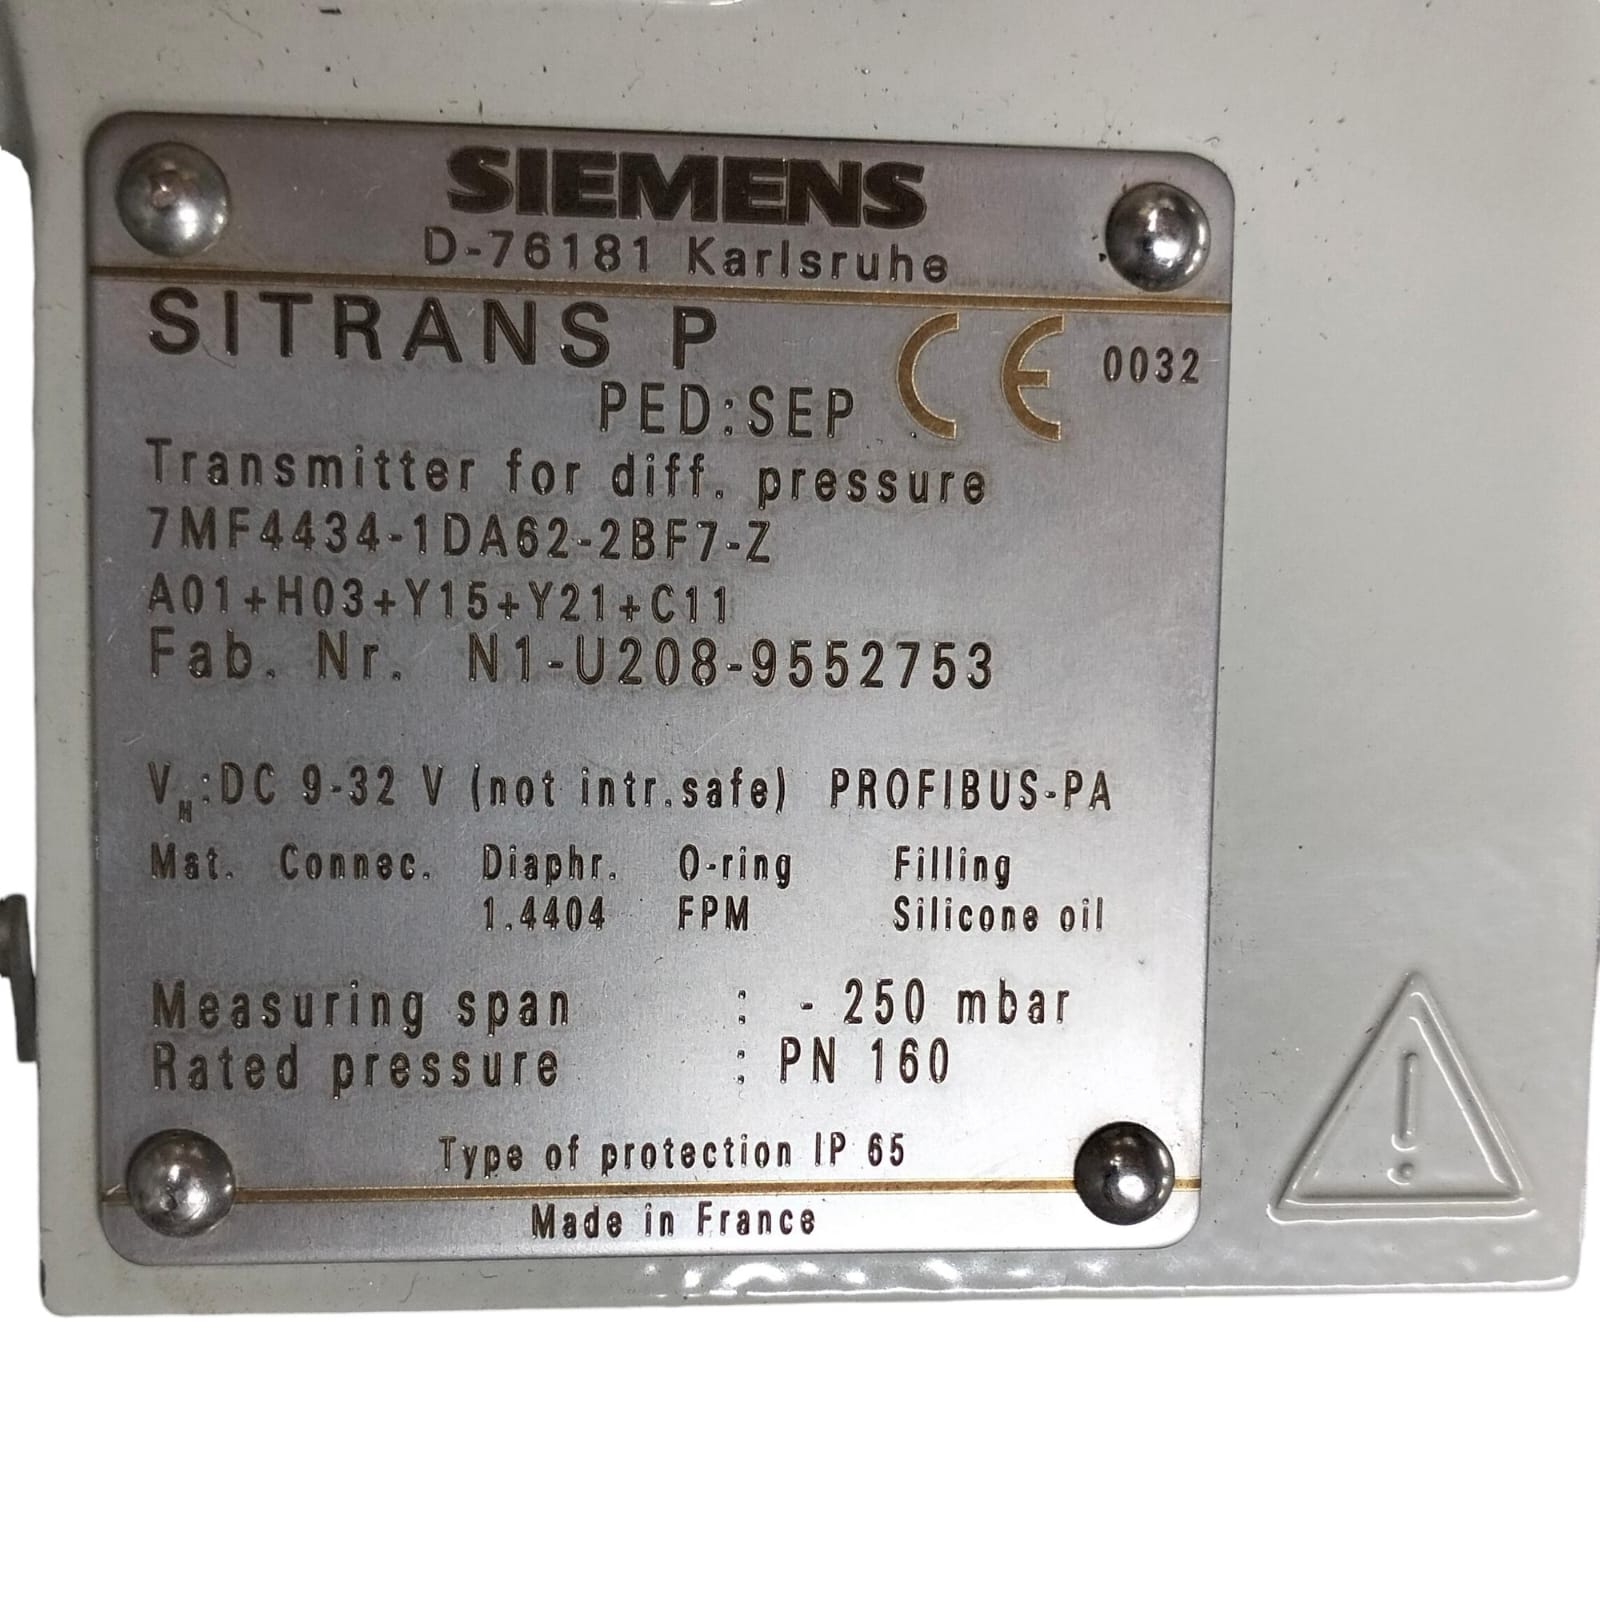 SIEMENS
D-76181 Karlsruhe
SITRANS P
CE 0032
PED:SEP
Transmitter for diff. pressure
7MF4434-1DA62-2BF7-Z
A01+H03+Y15+Y21+C11
Fab. Nr. N1-U208-9552753
VH:DC 9-32 V (not intr.safe) PROFIBUS-PA
Mat. Connec. Diaphr. O-ring Filling
1.4404 FPM Silicone oil
Measuring span : - 250 mbar
Rated pressure : PN 160
Type of protection IP 65
Made in France